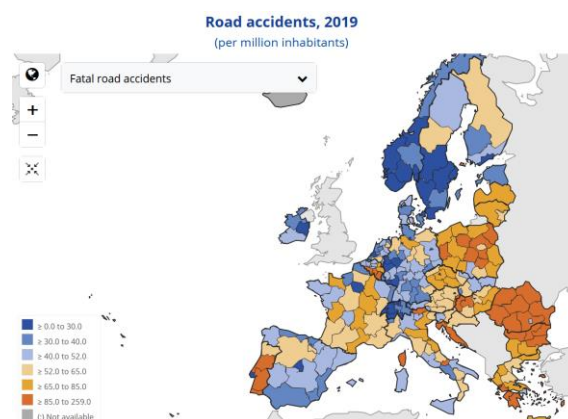 Road accidents, 2019
(per million inhabitants)
Fatal road accidents
+
−
≥ 0.0 to 30.0
≥ 30.0 to 40.0
≥ 40.0 to 52.0
≥ 52.0 to 65.0
≥ 65.0 to 85.0
≥ 85.0 to 259.0
(:) Not available